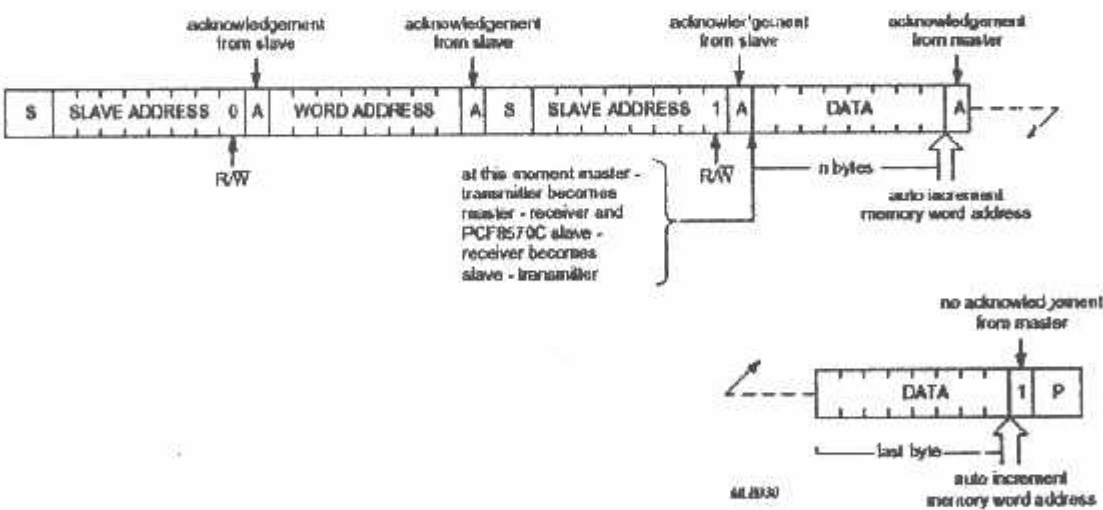 acknowledgement
from slave
acknowledgement
from slave
acknowledgement
from slave
acknowledgement
from master
S SLAVE ADDRESS 0 A WORD ADDRESS A S SLAVE ADDRESS 1 A DATA A
R/W
R/W
at this moment master -
transmitter becomes
master - receiver and
PCF8570C slave -
receiver becomes
slave - transmitter
n bytes
auto increment
memory word address
no acknowledgement
from master
DATA 1 P
last byte
auto increment
memory word address